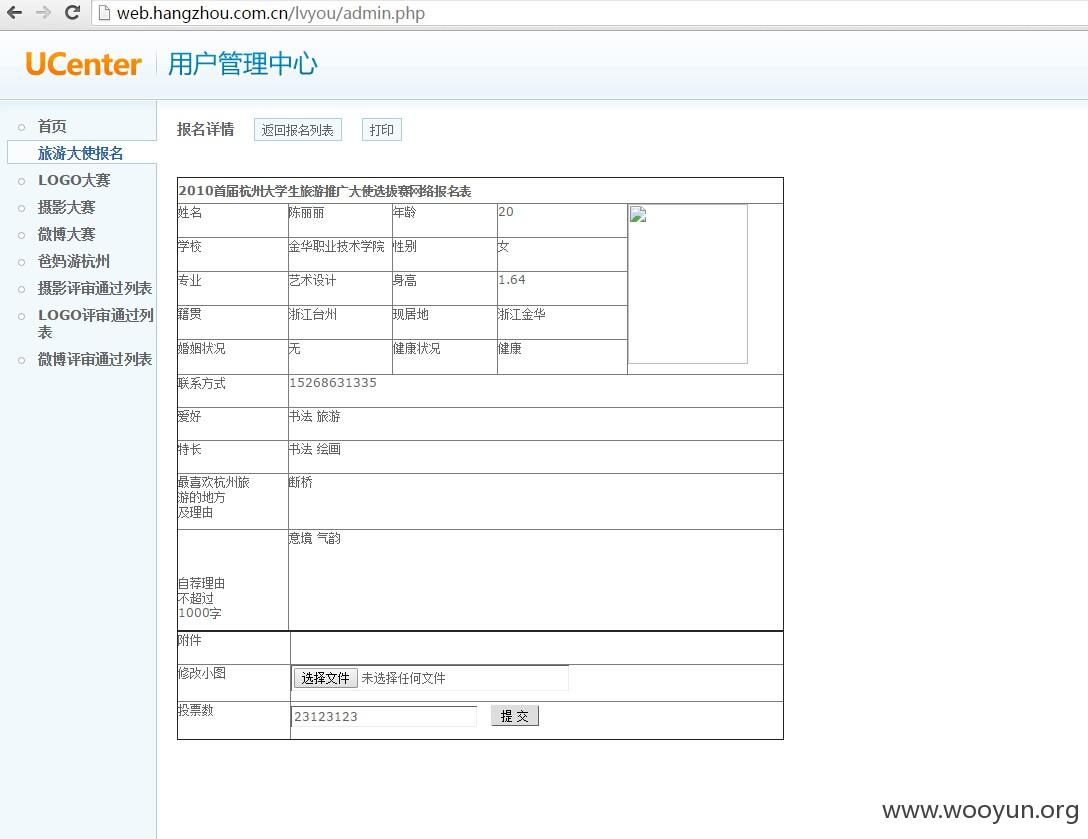 web.hangzhou.com.cn/lvyou/admin.php
UCenter 用户管理中心
首页
旅游大使报名
LOGO大赛
摄影大赛
微博大赛
爸妈游杭州
摄影评审通过列表
LOGO评审通过列
表
微博评审通过列表
报名详情 返回报名列表 打印
2010首届杭州大学生旅游推广大使选拔赛网络报名表
姓名 陈丽丽 年龄 20
学校 金华职业技术学院 性别 女
专业 艺术设计 身高 1.64
籍贯 浙江台州 现居地 浙江金华
婚姻状况 无 健康状况 健康
联系方式 15268631335
爱好 书法 旅游
特长 书法 绘画
最喜欢杭州旅 断桥
游的地方
及理由
意境 气韵
自荐理由
不超过
1000字
附件
修改小图 选择文件 未选择任何文件
投票数 23123123 提 交
www.wooyun.org